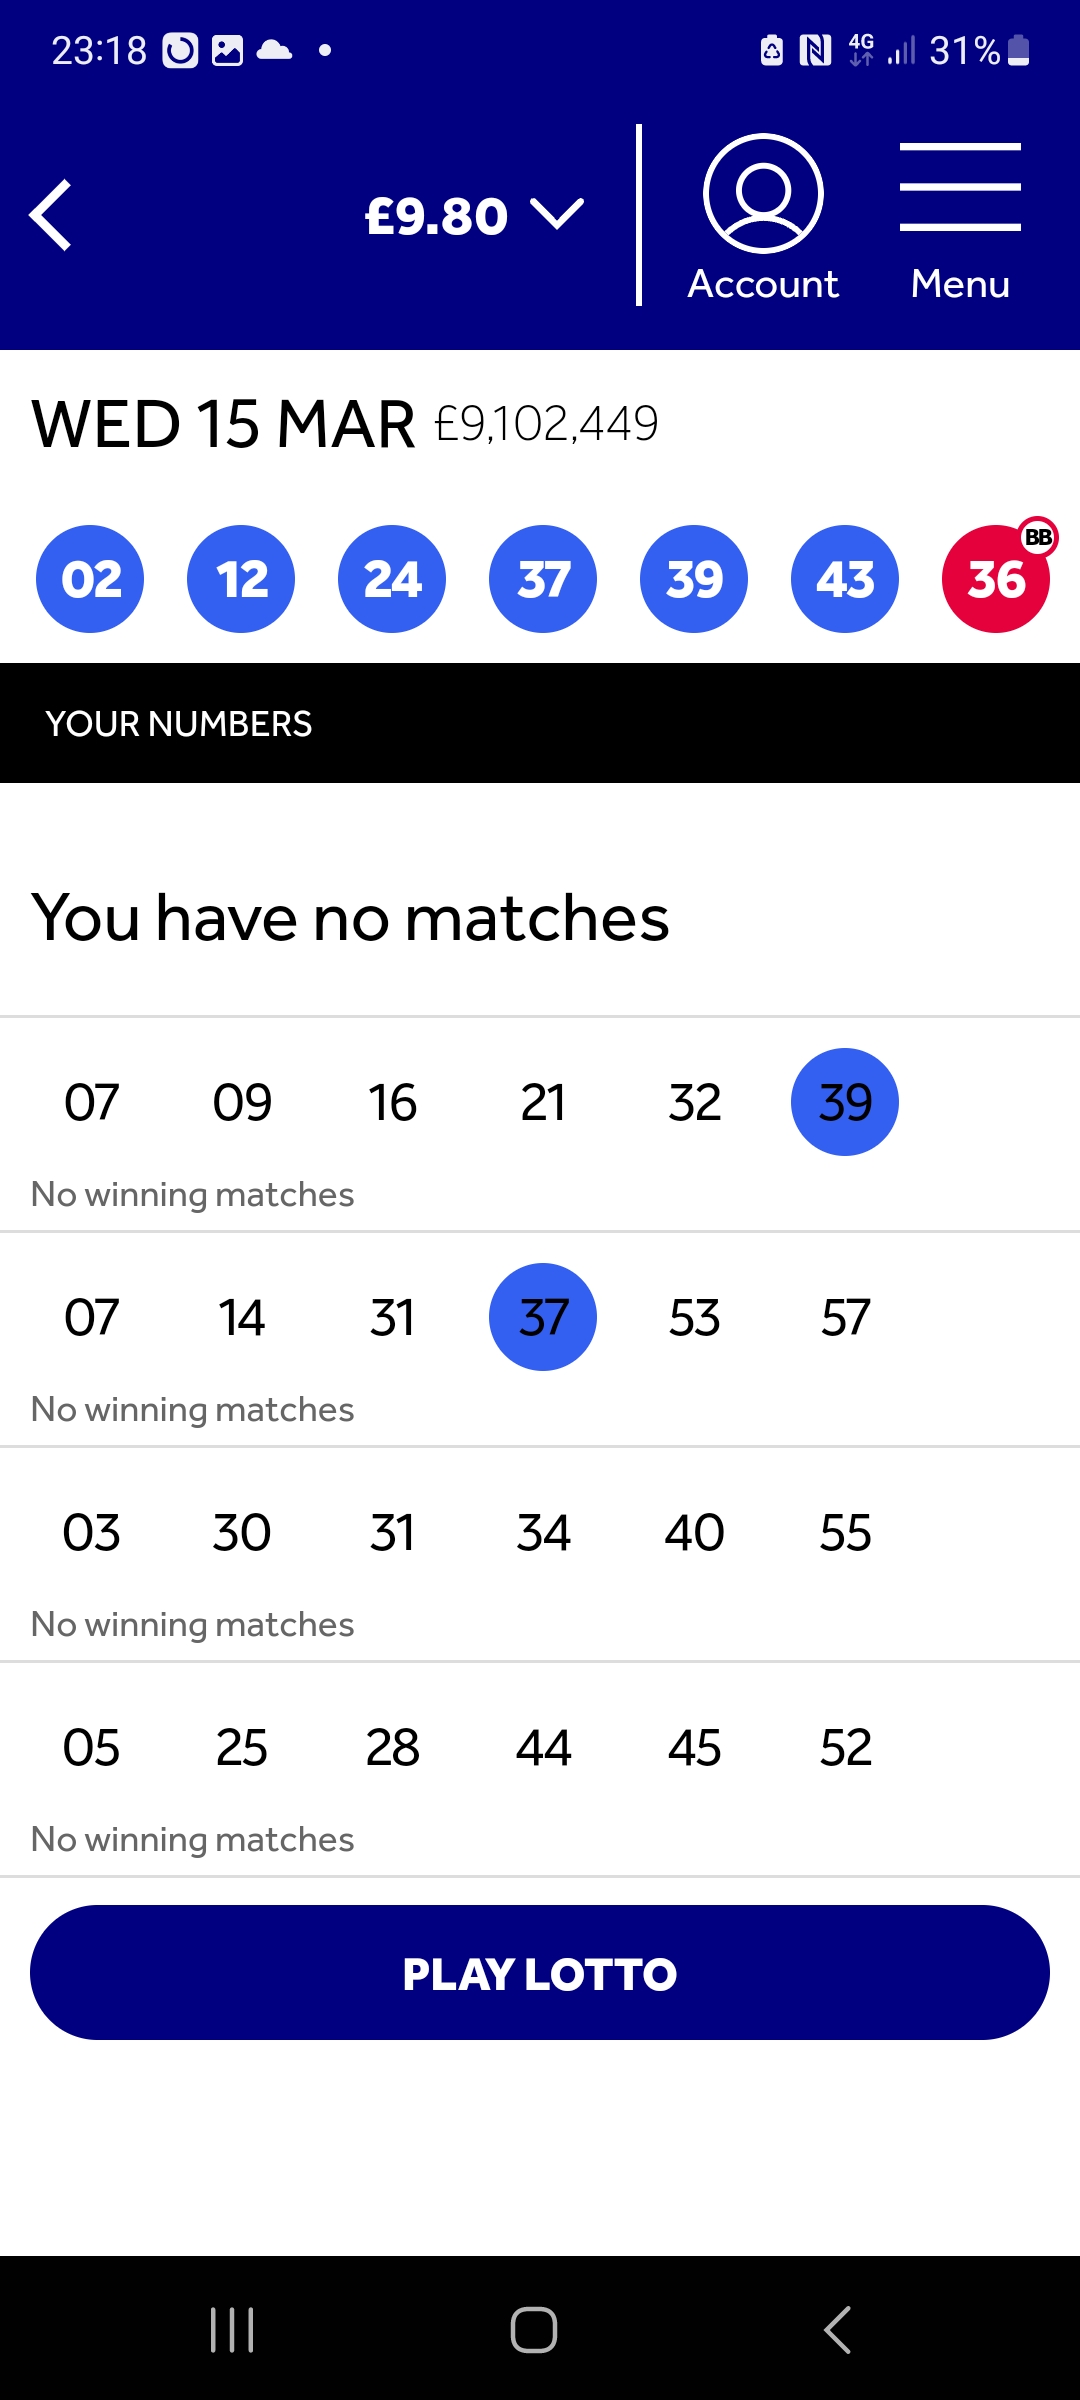 23:18 4G 31%
£9.80
Account Menu
WED 15 MAR £9,102,449
02 12 24 37 39 43 36 BB
YOUR NUMBERS
You have no matches
07 09 16 21 32 39
No winning matches
07 14 31 37 53 57
No winning matches
03 30 31 34 40 55
No winning matches
05 25 28 44 45 52
No winning matches
PLAY LOTTO